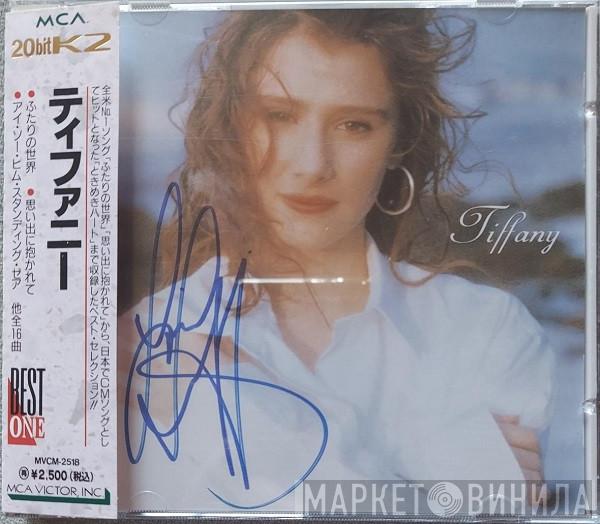 MCA
20bit K2
ティファニー
●ふたりの世界 ●思い出に抱かれて
●アイ・ソー・ヒム・スタンディング・ゼア 他全16曲
全米No.1ソング「ふたりの世界」「思い出に抱かれて」から、日本でCMソングとし
てヒットとなった「ときめきハート」まで収録したベスト・セレクション!!
BEST
ONE
MVCM-2518
再 ¥2,500(税込)
MCA VICTOR, INC.
Tiffany
МАРКЕТ ВИНИЛА